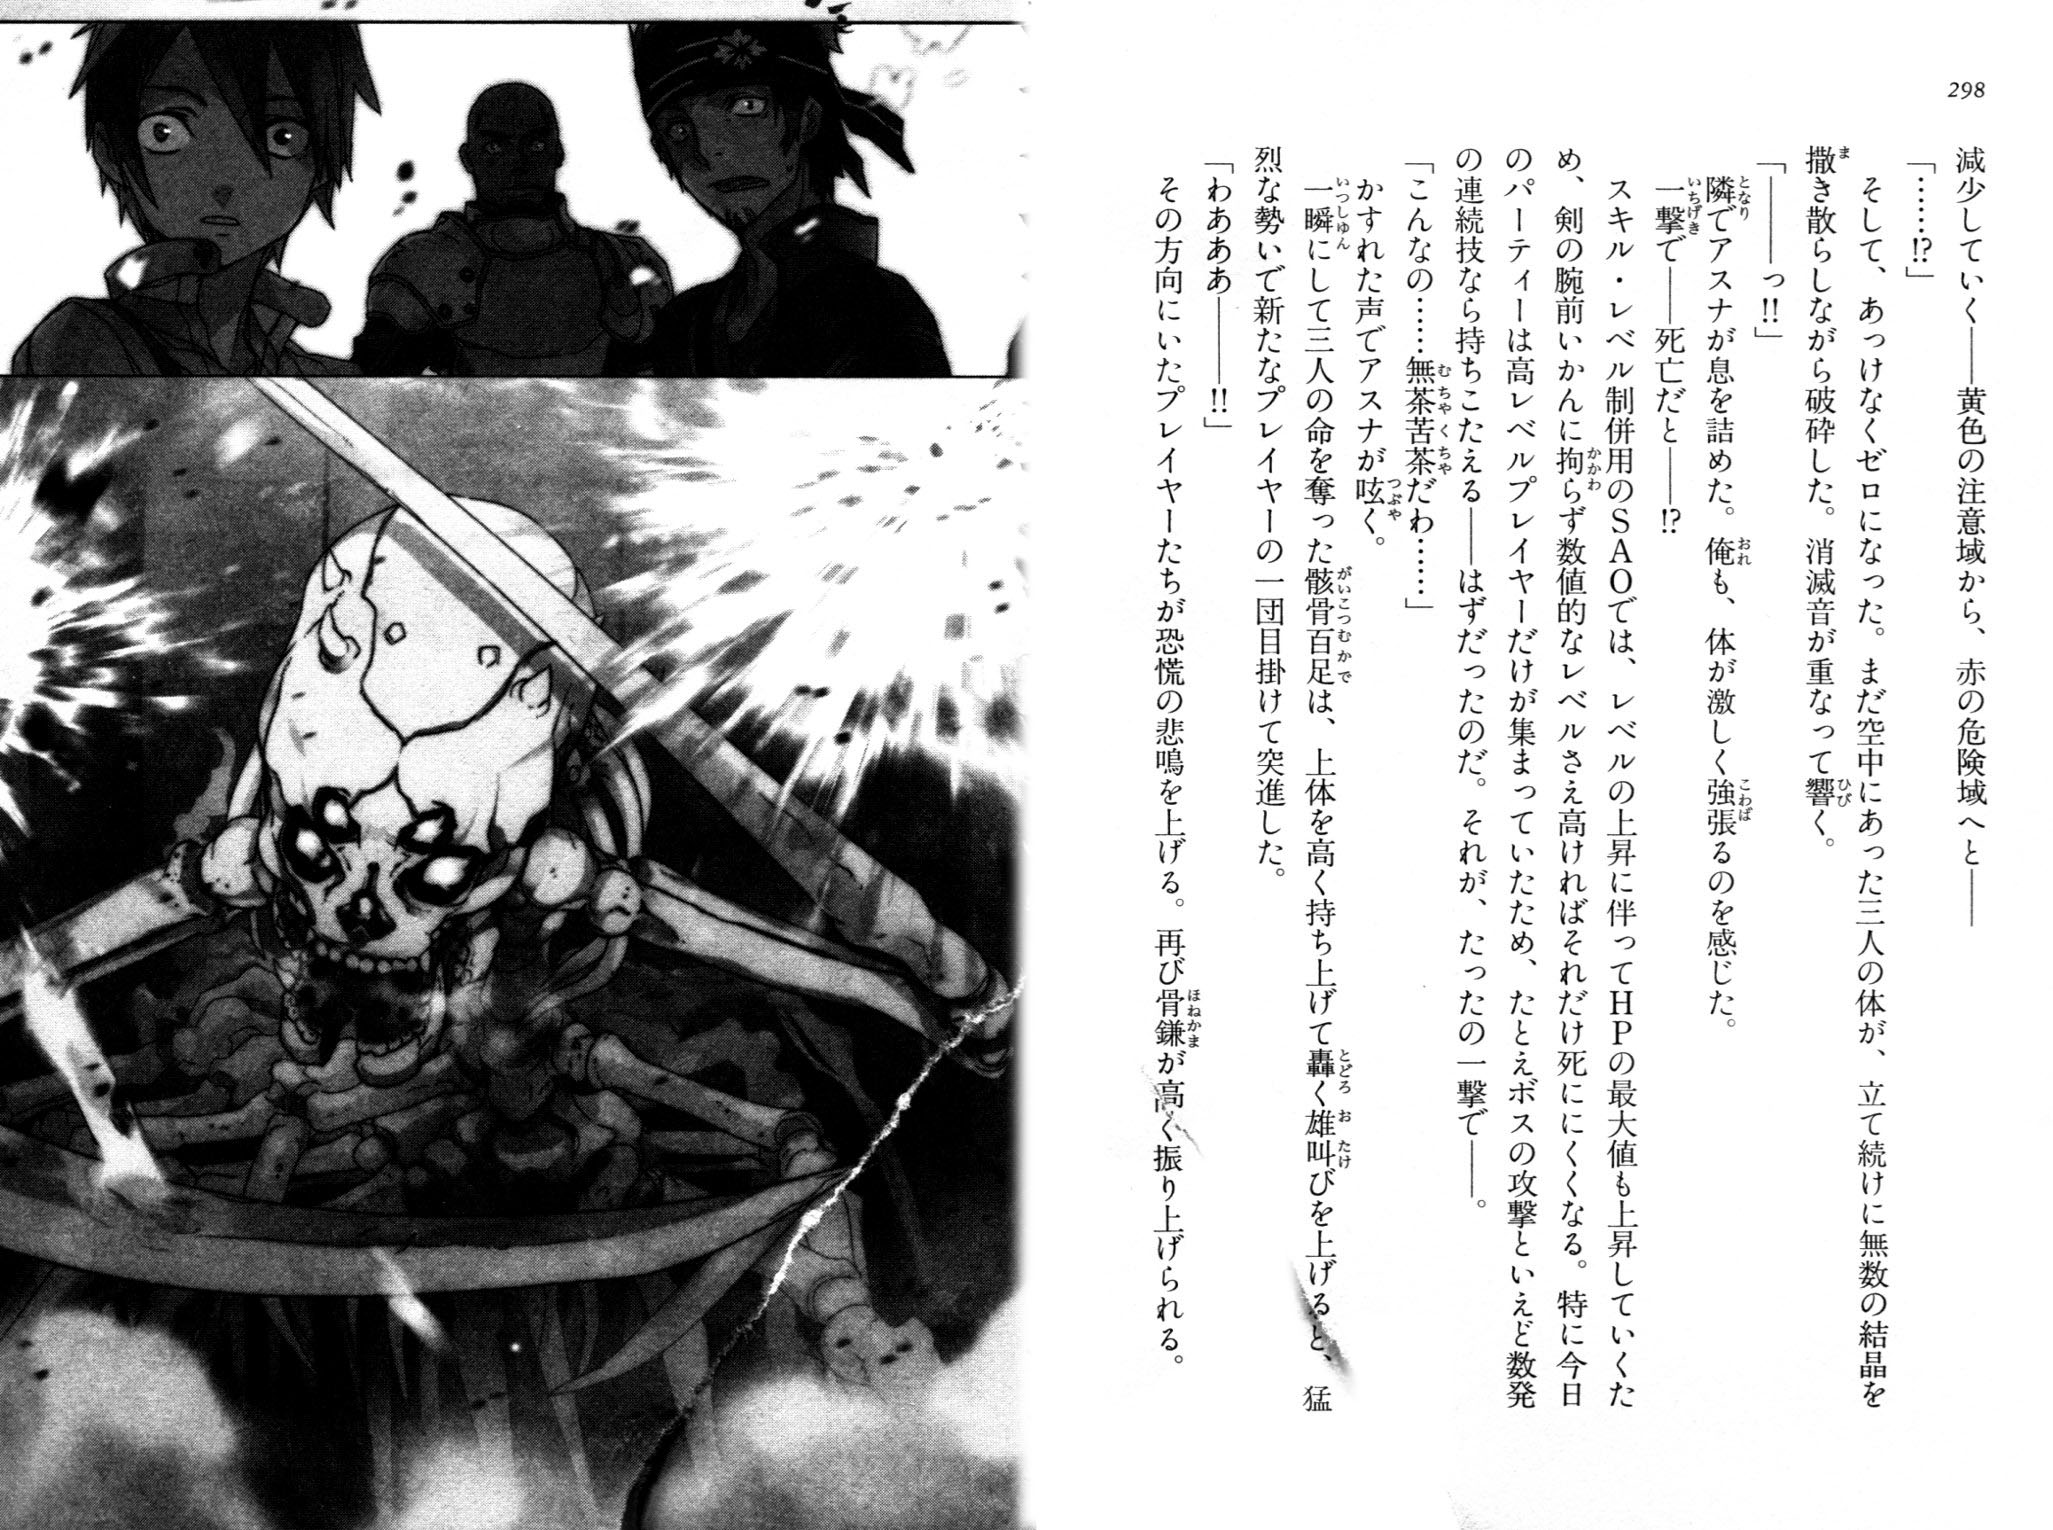 298
減少していく――黄色の注意域から、赤の危険域へと――
「……!?」
そして、あっけなくゼロになった。まだ空中にあった三人の体が、立て続けに無数の結晶を
撒き散らしながら破砕した。消滅音が重なって響く。
「――っ!!」
隣でアスナが息を詰めた。俺も、体が激しく強張るのを感じた。
一撃で――死亡だと――!?
スキル・レベル制併用のSAOでは、レベルの上昇に伴ってHPの最大値も上昇していくた
め、剣の腕前いかんに拘らず数値的なレベルさえ高ければそれだけ死ににくくなる。特に今日
のパーティーは高レベルプレイヤーだけが集まっていたため、たとえボスの攻撃といえど数発
の連続技なら持ちこたえる――はずだったのだ。それが、たったの一撃で――。
「こんなの……無茶苦茶だわ……」
かすれた声でアスナが呟く。
一瞬にして三人の命を奪った骸骨百足は、上体を高く持ち上げて轟く雄叫びを上げると、猛
烈な勢いで新たなプレイヤーの一団目掛けて突進した。
「わあああ――!!」
その方向にいたプレイヤーたちが恐慌の悲鳴を上げる。再び骨鎌が高く振り上げられる。